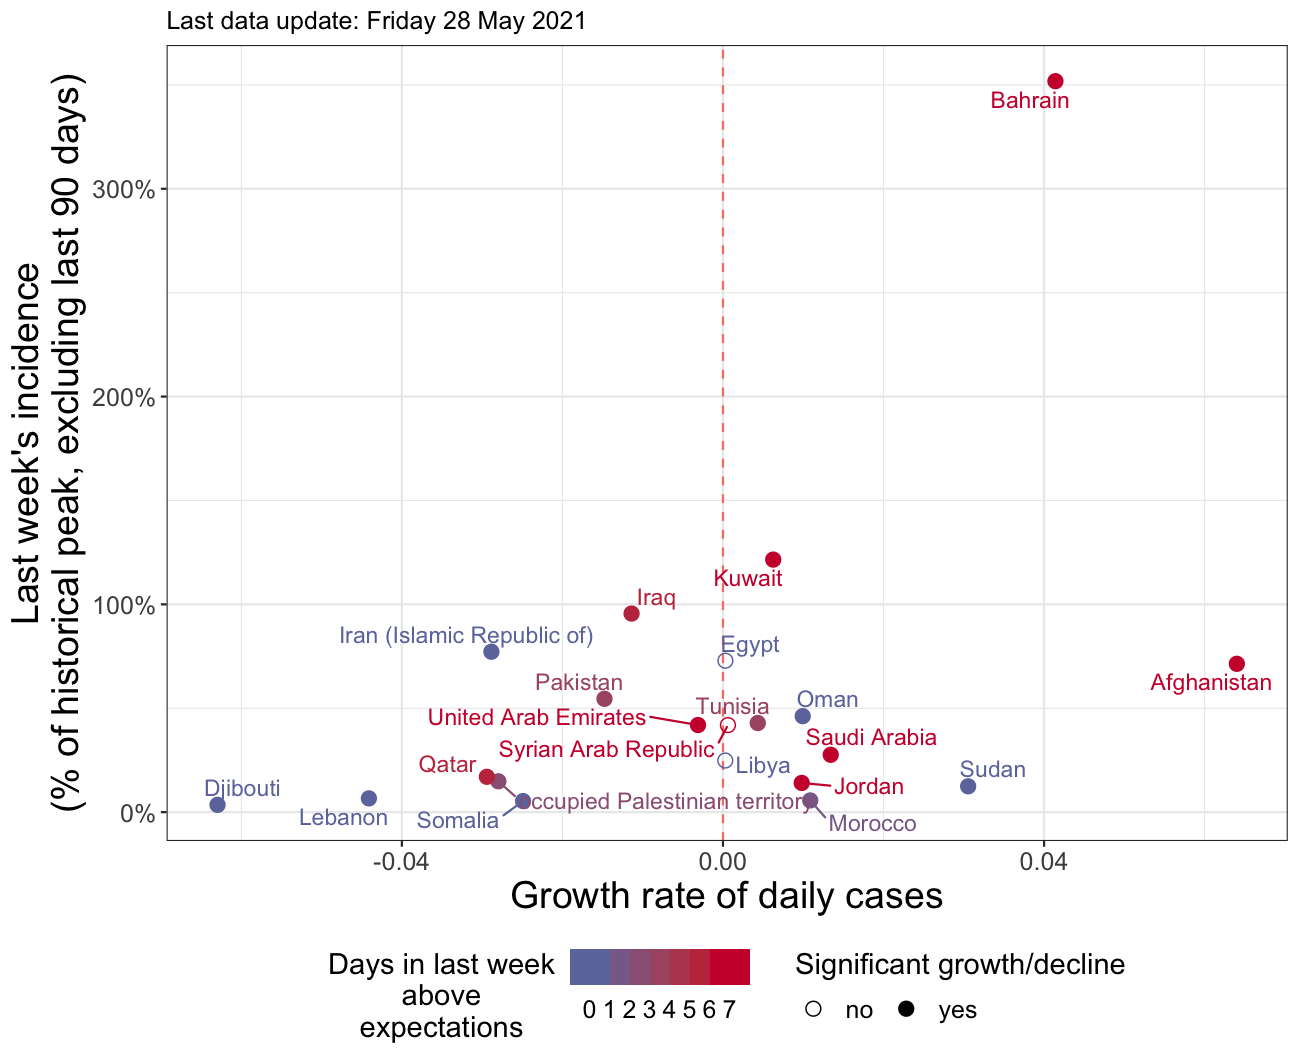 Last data update: Friday 28 May 2021
Last week's incidence
(% of historical peak, excluding last 90 days)
300%
200%
100%
0%
Bahrain
Kuwait
Iraq
Iran (Islamic Republic of)
Egypt
Pakistan
Afghanistan
Oman
Tunisia
United Arab Emirates
Saudi Arabia
Syrian Arab Republic
Libya
Qatar
Sudan
Djibouti
Jordan
Occupied Palestinian territory
Lebanon
Somalia
Morocco
-0.04
0.00
0.04
Growth rate of daily cases
Days in last week
above
expectations
0 1 2 3 4 5 6 7
Significant growth/decline
no
yes